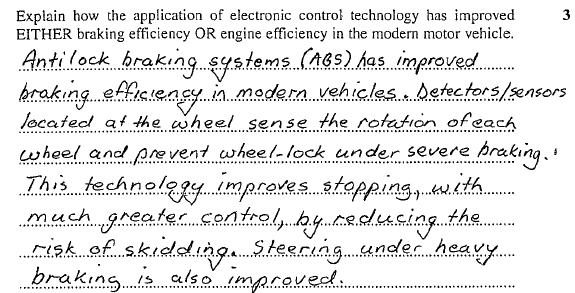 Explain how the application of electronic control technology has improved 3
EITHER braking efficiency OR engine efficiency in the modern motor vehicle.
Antilock braking systems (ABS) has improved
braking efficiency in modern vehicles. Detectors/sensors
located at the wheel sense the rotation of each
wheel and prevent wheel-lock under severe braking.
This technology improves stopping, with
much greater control, by reducing the
risk of skidding. Steering under heavy
braking is also improved.